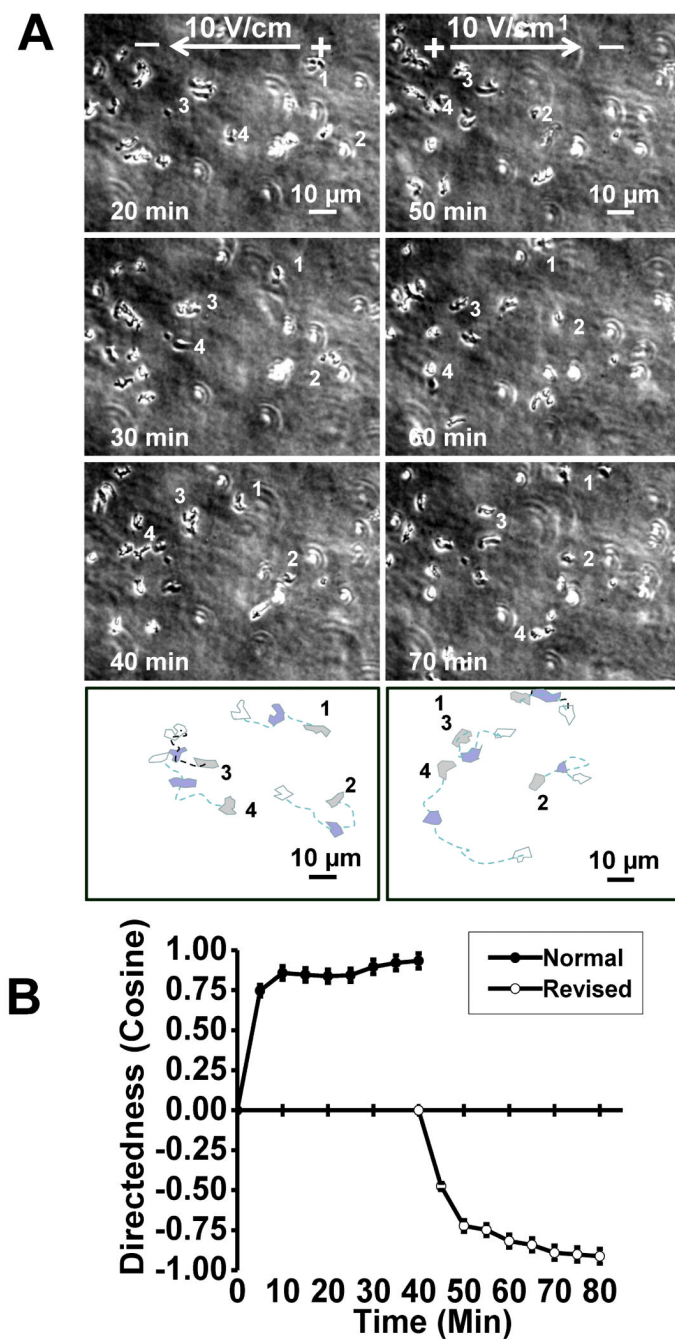 A
− 10 V/cm +
+ 10 V/cm −
1
3
4
2
10 µm
20 min
1
3
4
2
10 µm
50 min
1
3
4
2
30 min
1
3
2
4
60 min
1
3
4
2
40 min
1
3
2
4
70 min
1
3
2
4
10 µm
1
3
4
2
10 µm
B
Directedness (Cosine)
1.00
0.75
0.50
0.25
0.00
-0.25
-0.50
-0.75
-1.00
Normal
Revised
0 10 20 30 40 50 60 70 80
Time (Min)